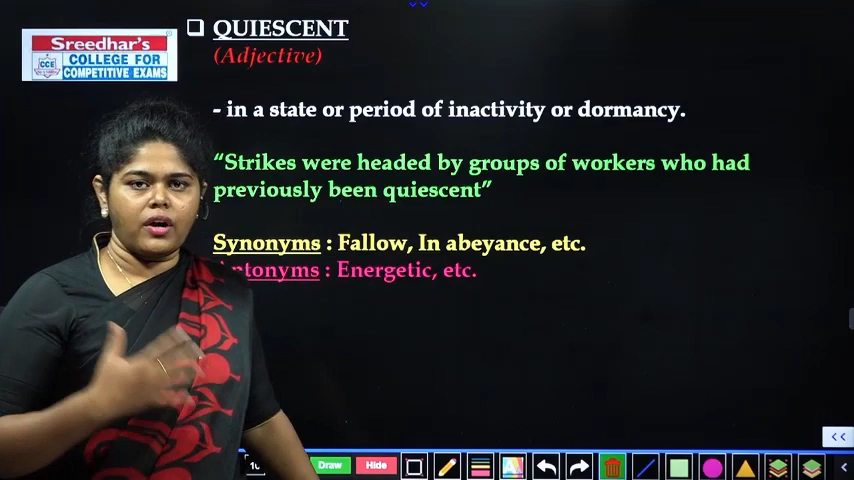 QUIESCENT
(Adjective)
Sreedhar's
CCE
COLLEGE FOR
COMPETITIVE EXAMS
- in a state or period of inactivity or dormancy.
“Strikes were headed by groups of workers who had
previously been quiescent”
Synonyms : Fallow, In abeyance, etc.
Antonyms : Energetic, etc.
Draw
Hide
A
<<
<